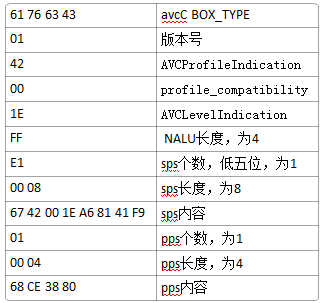 61 76 63 43 avcC BOX_TYPE
01 版本号
42 AVCProfileIndication
00 profile_compatibility
1E AVCLevelIndication
FF NALU长度，为4
E1 sps个数，低五位，为1
00 08 sps长度，为8
67 42 00 1E A6 81 41 F9 sps内容
01 pps个数，为1
00 04 pps长度，为4
68 CE 38 80 pps内容